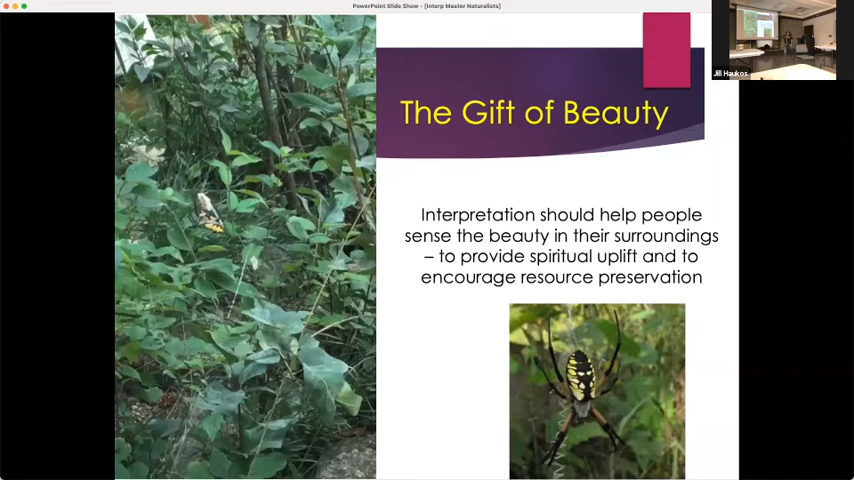 PowerPoint Slide Show - [Interp Master Naturalists]
Jill Haukos
The Gift of Beauty
Interpretation should help people
sense the beauty in their surroundings
– to provide spiritual uplift and to
encourage resource preservation